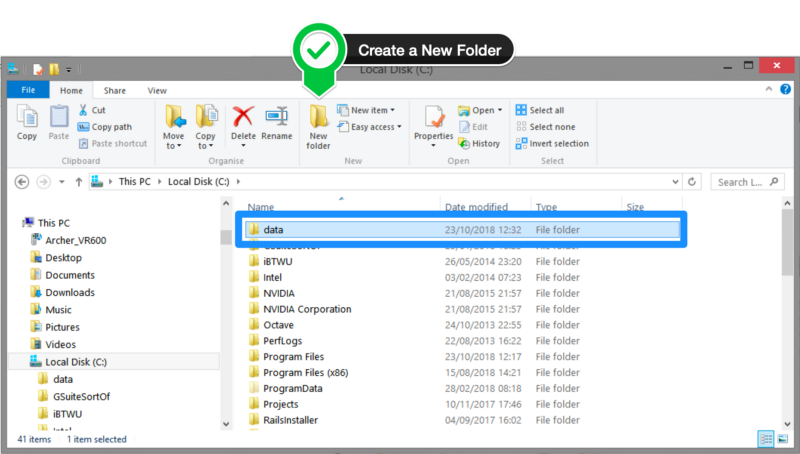 Create a New Folder
Local Disk (C:)
File Home Share View
Copy
Paste
Cut
Copy path
Paste shortcut
Clipboard
Move to
Copy to
Delete
Rename
Organise
New folder
New item
Easy access
New
Properties
Open
Edit
History
Open
Select all
Select none
Invert selection
Select
This PC Local Disk (C:)
Search L...
This PC
Archer_VR600
Desktop
Documents
Downloads
Music
Pictures
Videos
Local Disk (C:)
data
GSuiteSortOf
iBTWU
Intel
Name Date modified Type Size
data 23/10/2018 12:32 File folder
GSuiteSortOf File folder
iBTWU 26/05/2014 23:20 File folder
Intel 03/02/2014 07:23 File folder
NVIDIA 21/08/2015 21:57 File folder
NVIDIA Corporation 21/08/2015 21:57 File folder
Octave 24/10/2013 22:55 File folder
PerfLogs 22/08/2013 16:22 File folder
Program Files 23/10/2018 12:17 File folder
Program Files (x86) 15/08/2018 14:21 File folder
ProgramData 28/02/2018 08:18 File folder
Projects 10/11/2017 17:46 File folder
RailsInstaller 04/09/2017 16:02 File folder
41 items 1 item selected